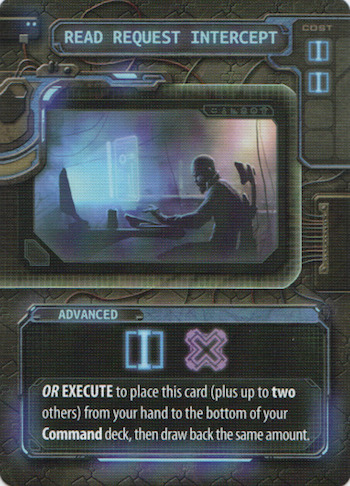 READ REQUEST INTERCEPT
COST
ADVANCED
OR EXECUTE to place this card (plus up to two
others) from your hand to the bottom of your
Command deck, then draw back the same amount.